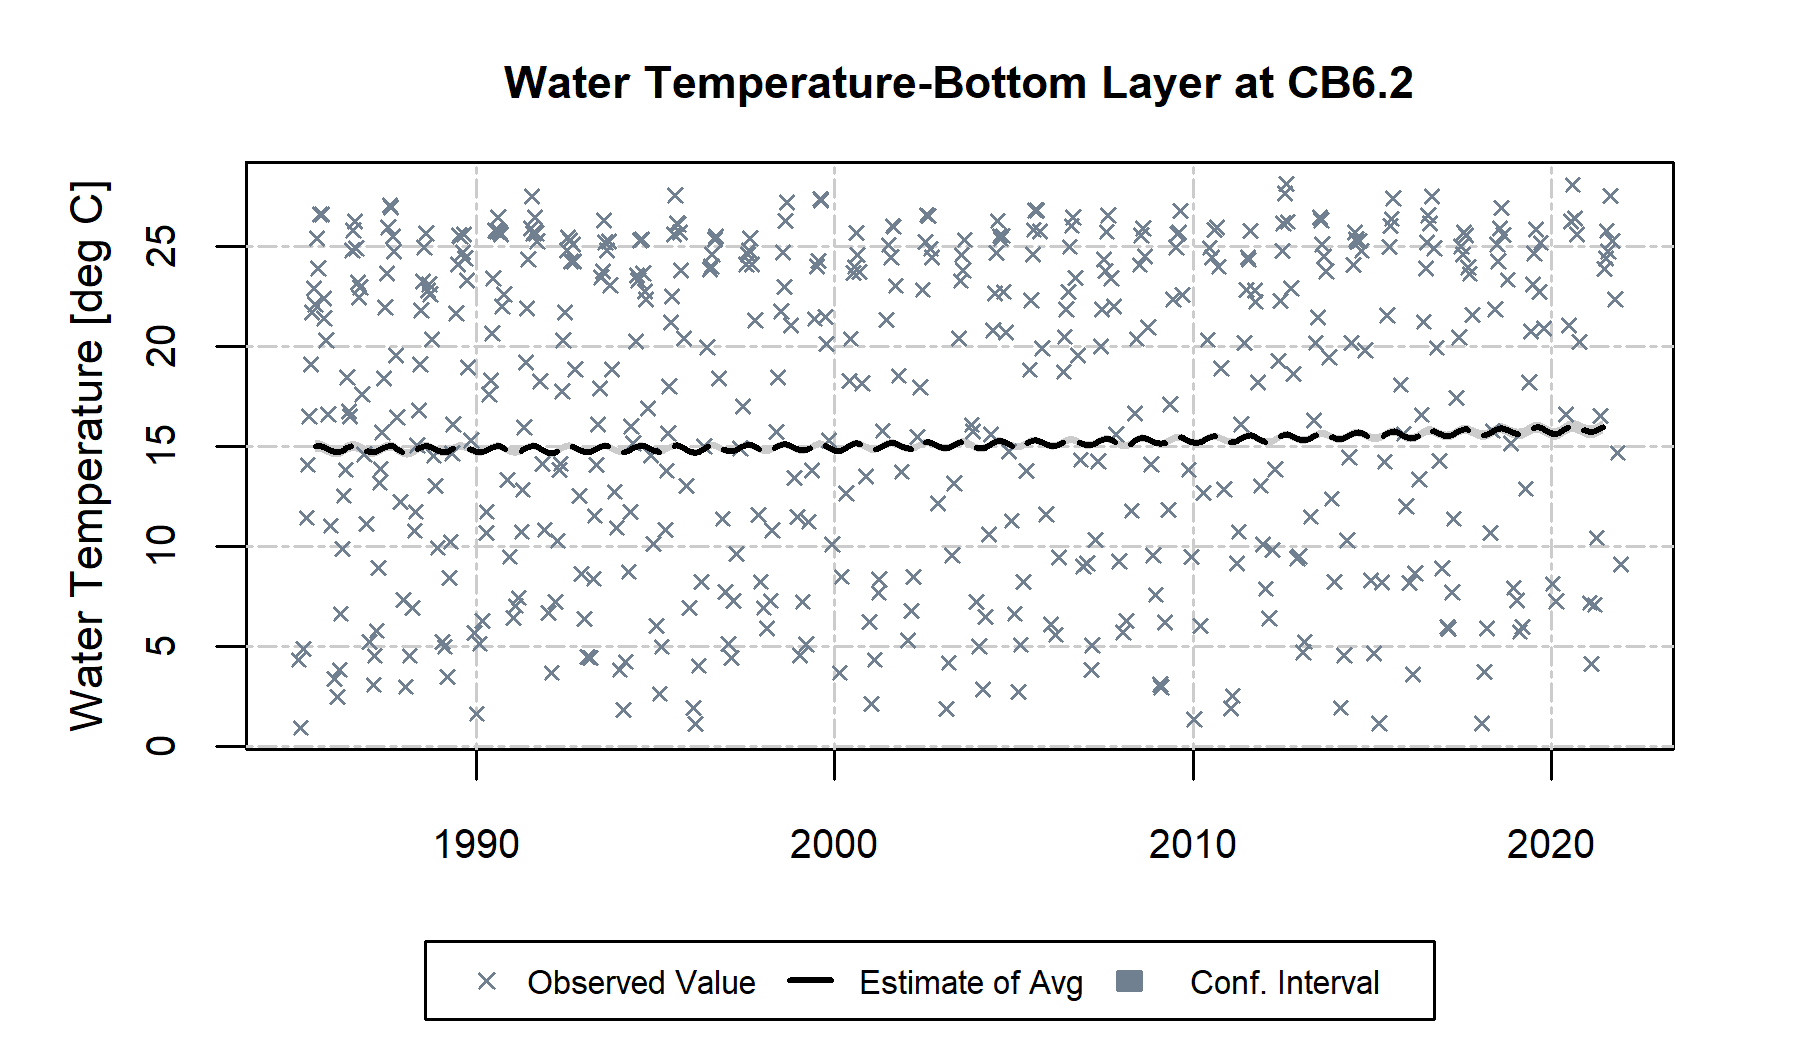 Water Temperature-Bottom Layer at CB6.2
Water Temperature [deg C]
25
20
15
10
5
0
1990 2000 2010 2020
Observed Value Estimate of Avg Conf. Interval